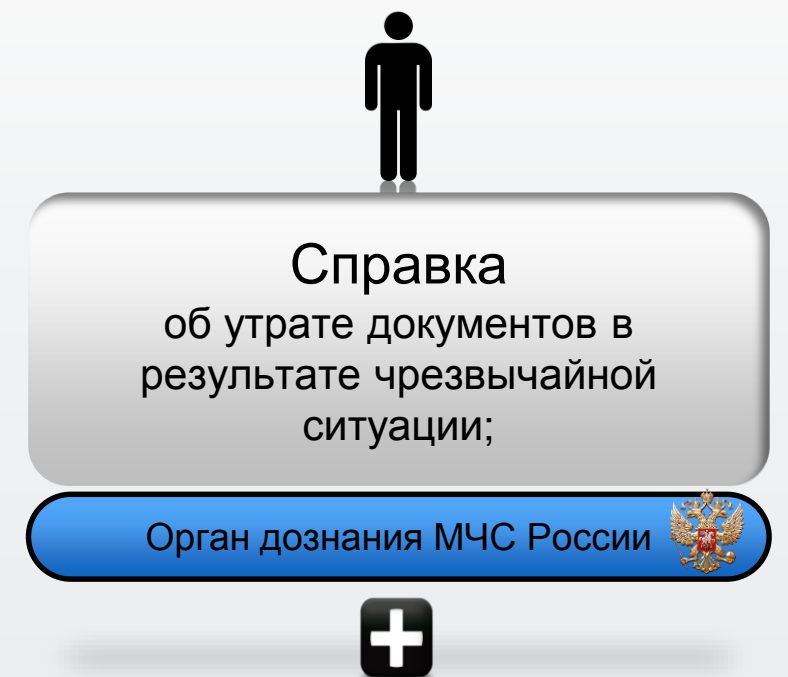 Справка
об утрате документов в
результате чрезвычайной
ситуации;
Орган дознания МЧС России